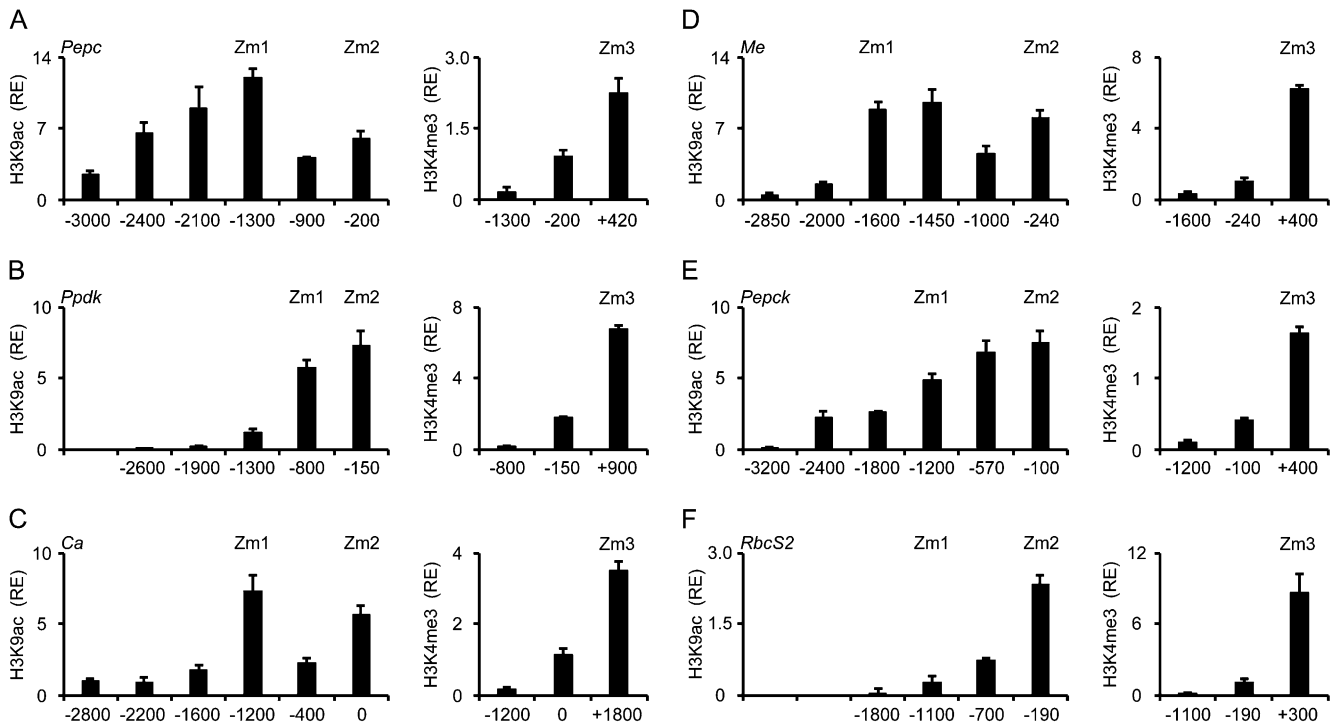 A
Pepc Zm1 Zm2
H3K9ac (RE)
14
7
0
-3000 -2400 -2100 -1300 -900 -200
Zm3
H3K4me3 (RE)
3.0
1.5
0
-1300 -200 +420
D
Me Zm1 Zm2
H3K9ac (RE)
14
7
0
-2850 -2000 -1600 -1450 -1000 -240
Zm3
H3K4me3 (RE)
8
4
0
-1600 -240 +400
B
Ppdk Zm1 Zm2
H3K9ac (RE)
10
5
0
-2600 -1900 -1300 -800 -150
Zm3
H3K4me3 (RE)
8
4
0
-800 -150 +900
E
Pepck Zm1 Zm2
H3K9ac (RE)
10
5
0
-3200 -2400 -1800 -1200 -570 -100
Zm3
H3K4me3 (RE)
2
1
0
-1200 -100 +400
C
Ca Zm1 Zm2
H3K9ac (RE)
10
5
0
-2800 -2200 -1600 -1200 -400 0
Zm3
H3K4me3 (RE)
4
2
0
-1200 0 +1800
F
RbcS2 Zm1 Zm2
H3K9ac (RE)
3.0
1.5
0
-1800 -1100 -700 -190
Zm3
H3K4me3 (RE)
12
6
0
-1100 -190 +300